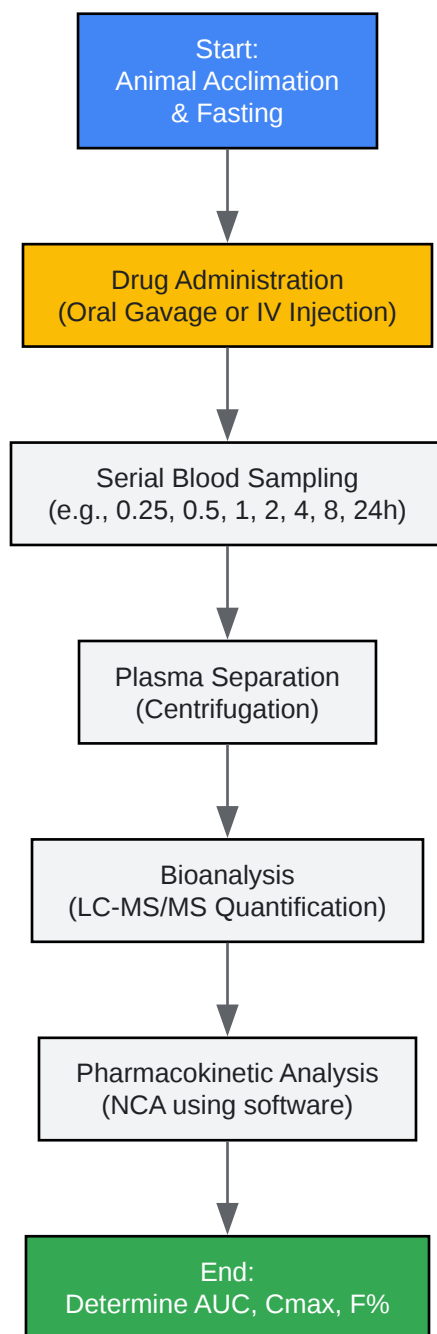 Start:
Animal Acclimation
& Fasting
Drug Administration
(Oral Gavage or IV Injection)
Serial Blood Sampling
(e.g., 0.25, 0.5, 1, 2, 4, 8, 24h)
Plasma Separation
(Centrifugation)
Bioanalysis
(LC-MS/MS Quantification)
Pharmacokinetic Analysis
(NCA using software)
End:
Determine AUC, Cmax, F%